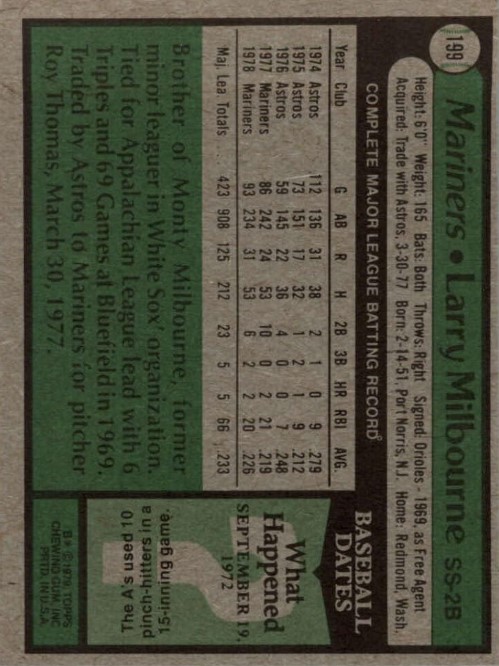 199
Mariners • Larry Milbourne SS-2B
Height: 6'0" Weight: 165 Bats: Both Throws: Right Signed: Orioles - 1969, as Free Agent
Acquired: Trade with Astros, 3-30-77 Born: 2-14-51, Port Norris, N.J. Home: Redmond, Wash.
COMPLETE MAJOR LEAGUE BATTING RECORD
Year Club G AB R H 2B 3B HR RBI AVG.
1974 Astros 112 136 31 38 2 1 0 9 .279
1975 Astros 73 151 17 32 1 2 1 9 .212
1976 Astros 59 145 22 36 4 0 0 7 .248
1977 Mariners 86 242 24 53 10 0 2 21 .219
1978 Mariners 93 234 31 53 6 2 2 20 .226
Maj. Lea. Totals 423 908 125 212 23 5 5 66 .233
Brother of Monty Milbourne, former
minor leaguer in White Sox organization.
Tied for Appalachian League lead with 6
Triples and 69 Games at Bluefield in 1969.
Traded by Astros to Mariners for pitcher
Roy Thomas, March 30, 1977.
BASEBALL
DATES
What
Happened
SEPTEMBER 19,
1972
The A's used 10
pinch-hitters in a
15-inning game.
B* © 1979 TOPPS
CHEWING GUM, INC.
PRTD. IN U.S.A.